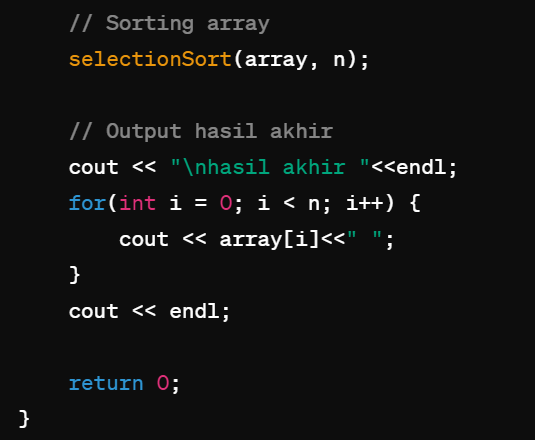 // Sorting array
selectionSort(array, n);
// Output hasil akhir
cout << "\nhasil akhir "<<endl;
for(int i = 0; i < n; i++) {
cout << array[i]<<" ";
}
cout << endl;
return 0;
}